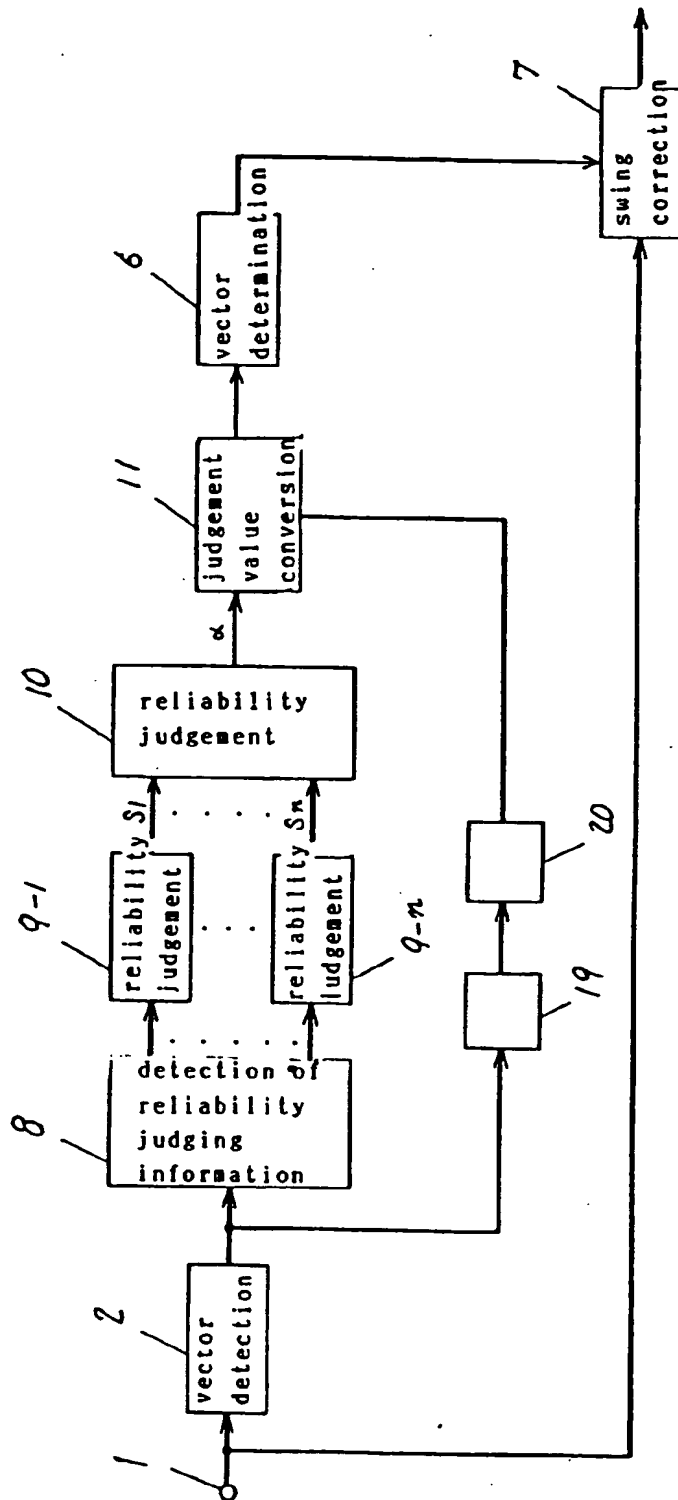 1
2
vector
detection
8
detection of
reliability
judging
information
9-1
reliability
judgement
9-n
reliability
ludgement
S1
Sn
10
reliability
judgement
α
11
judgement
value
conversion
6
vector
determination
19
20
7
swing
correction